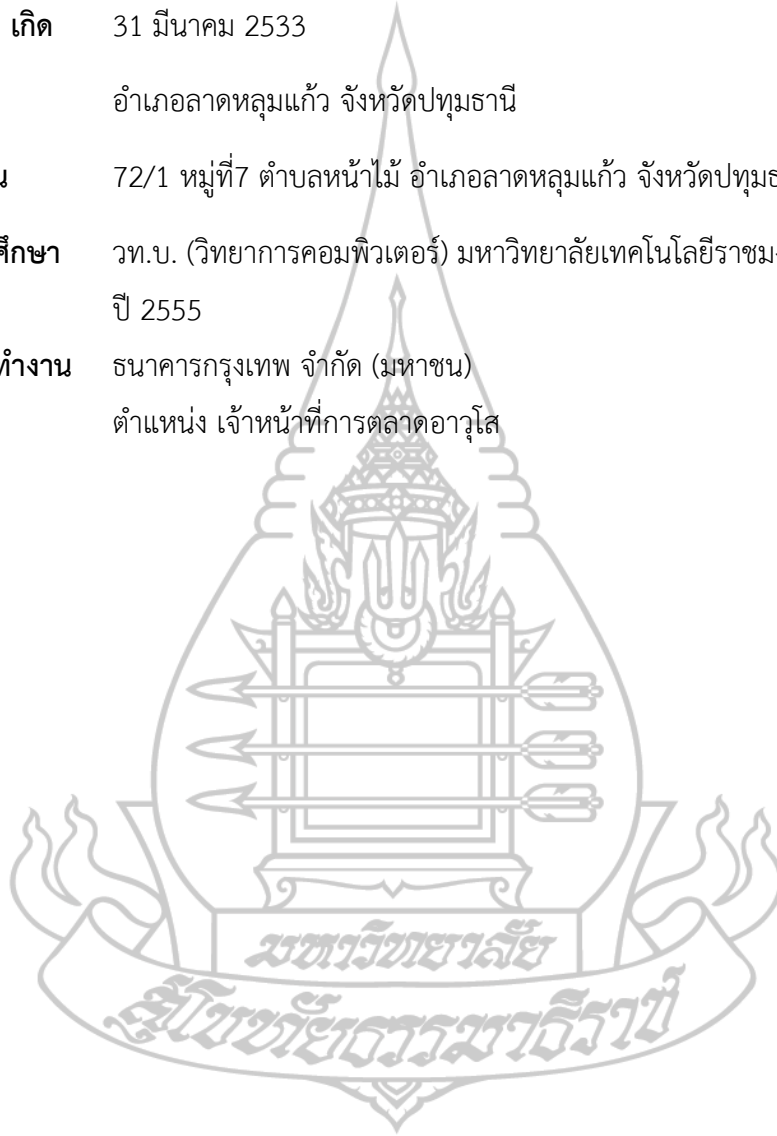 เกิด 31 มีนาคม 2533
อำเภอลาดหลุมแก้ว จังหวัดปทุมธานี
72/1 หมู่ที่7 ตำบลหน้าไม้ อำเภอลาดหลุมแก้ว จังหวัด
วท.บ. (วิทยาการคอมพิวเตอร์) มหาวิทยาลัยเทคโนโลยี
ปี 2555
ทำงาน ธนาคารกรุงเทพ จำกัด (มหาชน)
ตำแหน่ง เจ้าหน้าที่การตลาดอาวุโส
มหาวิทยาลัย
สุโขทัยธรรมาธิราช